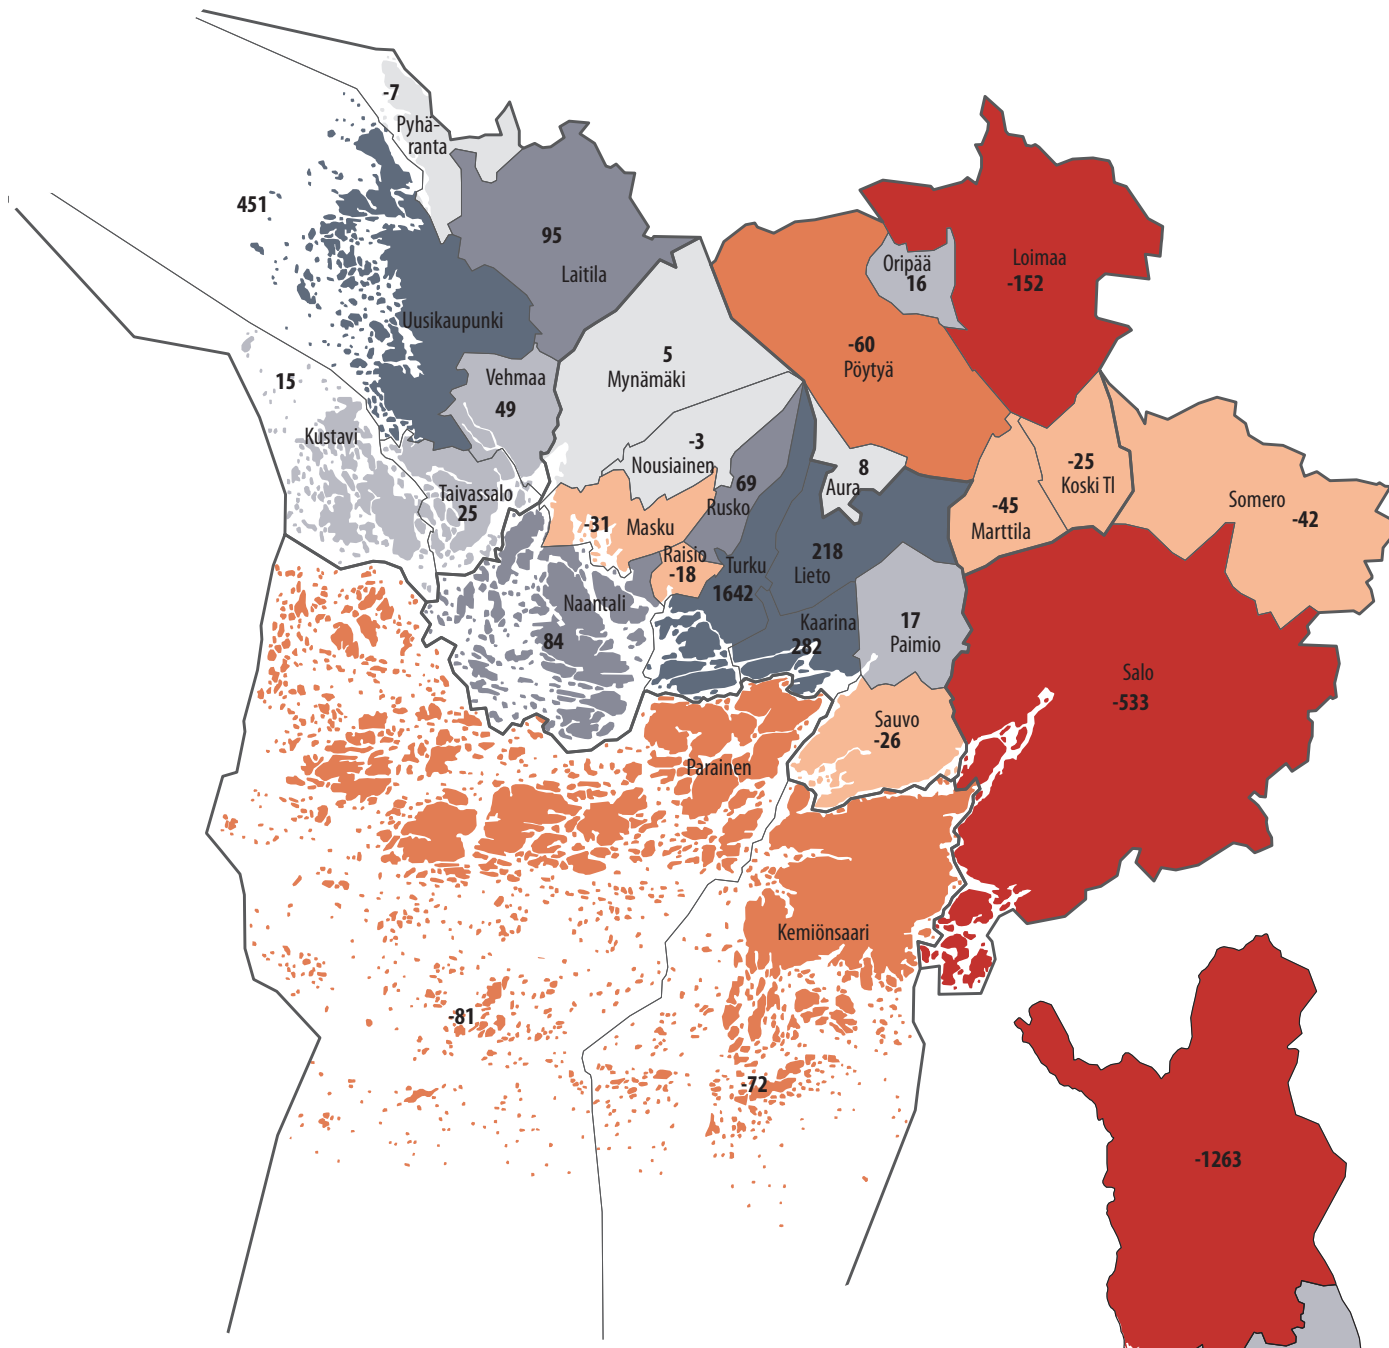 -7
Pyhä-
ranta
451
95
Laitila
Uusikaupunki
Oripää
16
Loimaa
-152
5
Mynämäki
-60
Pöytyä
15
Vehmaa
49
Kustavi
-3
Nousiainen
8
Aura
-25
Koski Tl
Taivassalo
25
69
Rusko
-45
Marttila
Somero
-42
-31
Masku
Raisio
-18
Turku
1642
218
Lieto
Naantali
84
Kaarina
282
17
Paimio
Salo
-533
Sauvo
-26
Parainen
Kemiönsaari
-81
-72
-1263